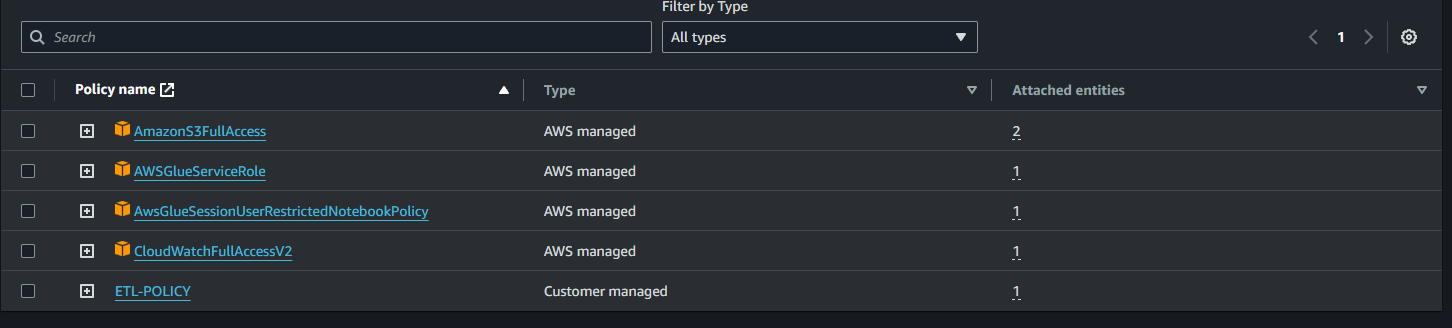 Filter by Type
Search
All types
1
Policy name
Type
Attached entities
AmazonS3FullAccess
AWS managed
2
AWSGlueServiceRole
AWS managed
1
AwsGlueSessionUserRestrictedNotebookPolicy
AWS managed
1
CloudWatchFullAccessV2
AWS managed
1
ETL-POLICY
Customer managed
1